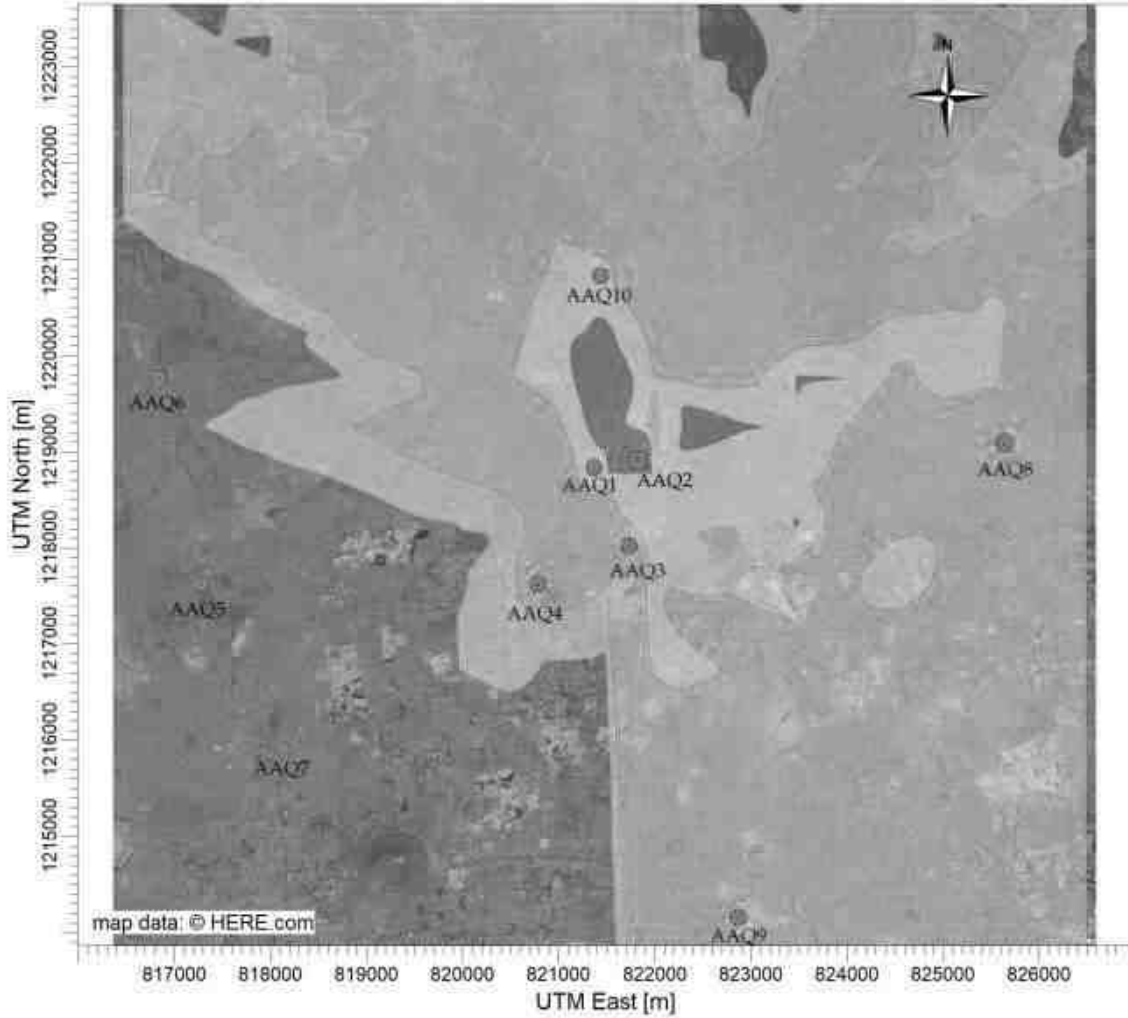 N
1223000
1222000
1221000
1220000
1219000
1218000
1217000
1216000
1215000
UTM North [m]
AAQ10
AAQ6
AAQ8
AAQ1
AAQ2
AAQ3
AAQ5
AAQ4
AAQ7
AAQ9
map data: © HERE.com
817000 818000 819000 820000 821000 822000 823000 824000 825000 826000
UTM East [m]